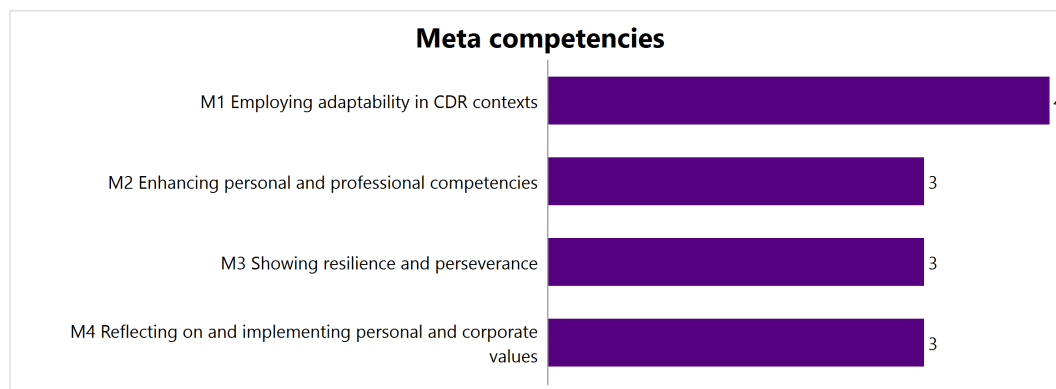 Meta competencies
M1 Employing adaptability in CDR contexts
M2 Enhancing personal and professional competencies
3
M3 Showing resilience and perseverance
3
M4 Reflecting on and implementing personal and corporate
values
3